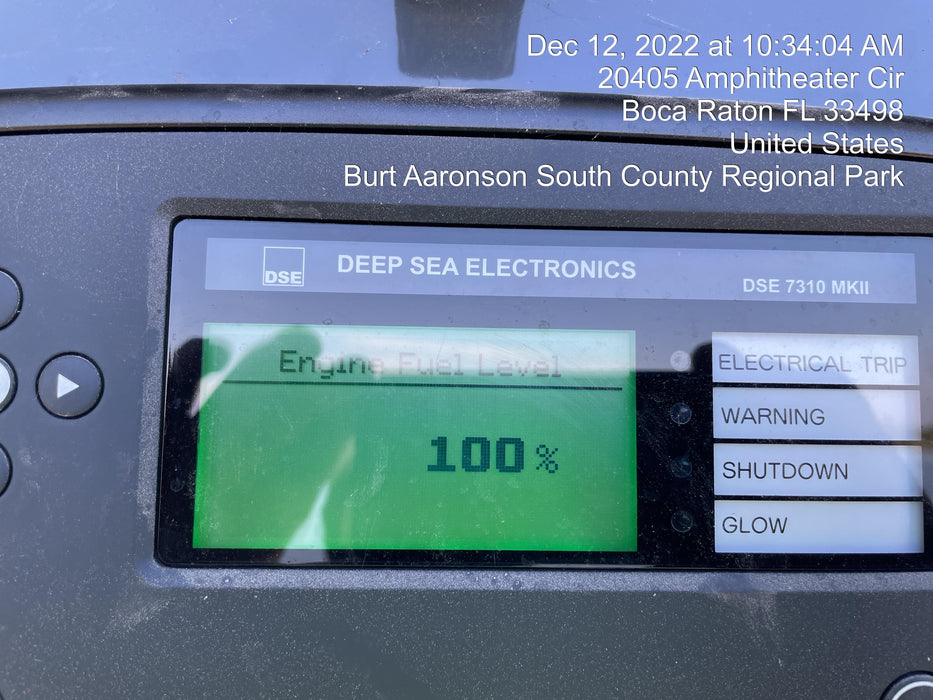 Dec 12, 2022 at 10:34:04 AM
20405 Amphitheater Cir
Boca Raton FL 33498
United States
Burt Aaronson South County Regional Park
DSE
DEEP SEA ELECTRONICS
DSE 7310 MKII
Engine Fuel Level
100%
ELECTRICAL TRIP
WARNING
SHUTDOWN
GLOW